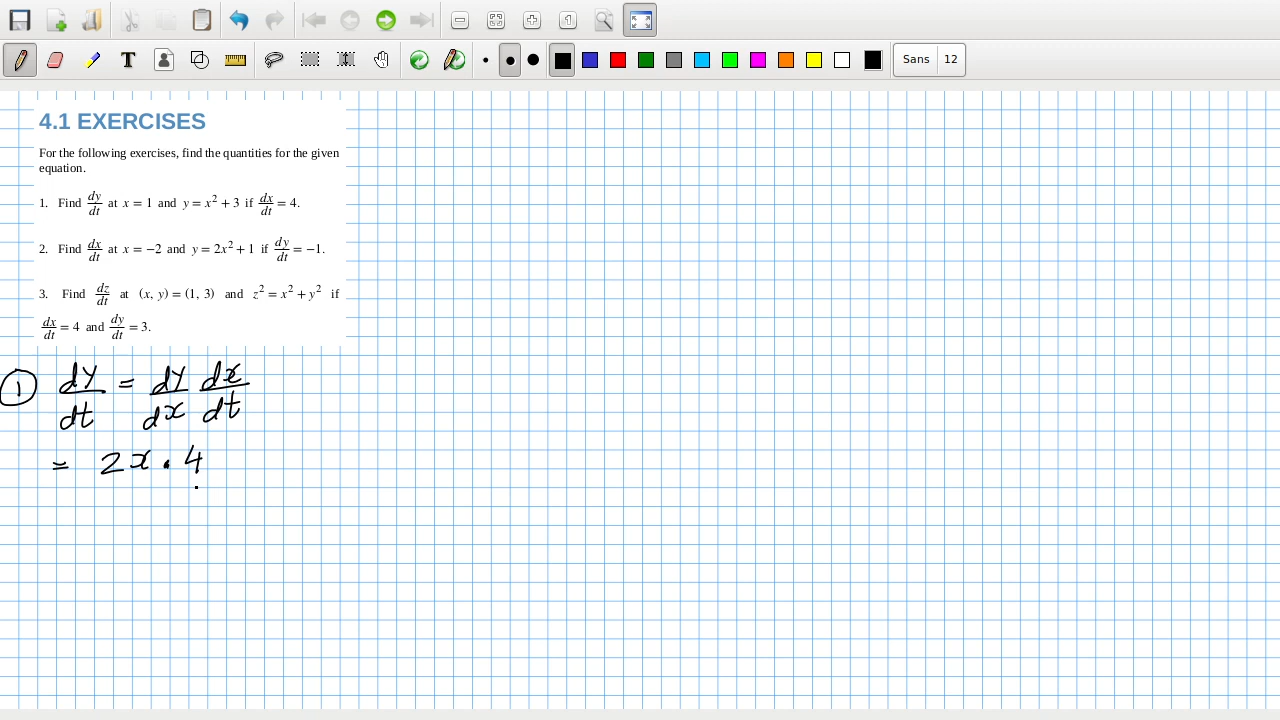 T
Sans 12
4.1 EXERCISES
For the following exercises, find the quantities for the given
equation.
1. Find dy/dt at x = 1 and y = x² + 3 if dx/dt = 4.
2. Find dx/dt at x = −2 and y = 2x² + 1 if dy/dt = −1.
3. Find dz/dt at (x, y) = (1, 3) and z² = x² + y² if
dx/dt = 4 and dy/dt = 3.
① dy/dt = dy/dx dx/dt
= 2x · 4